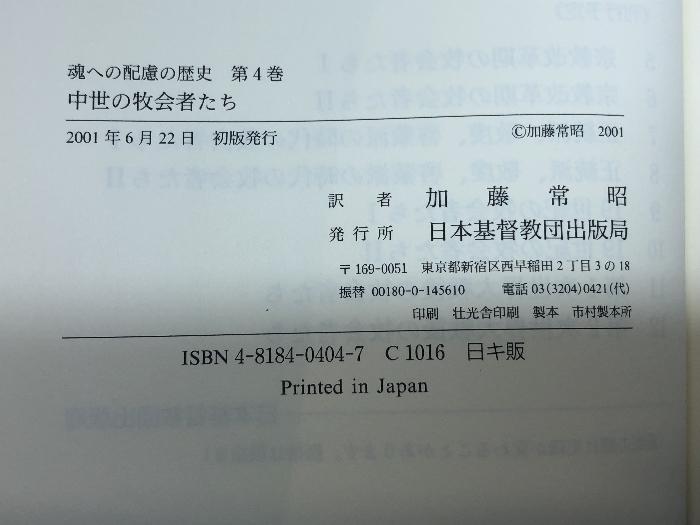 魂への配慮の歴史 第4巻
中世の牧会者たち
2001年6月22日 初版発行 ©加藤常昭 2001
訳者 加藤常昭
発行所 日本基督教団出版局
〒169-0051 東京都新宿区西早稲田2丁目3の18
振替 00180-0-145610 電話03(3204)0421(代)
印刷 壮光舎印刷 製本 市村製本所
ISBN 4-8184-0404-7 C1016 日キ販
Printed in Japan